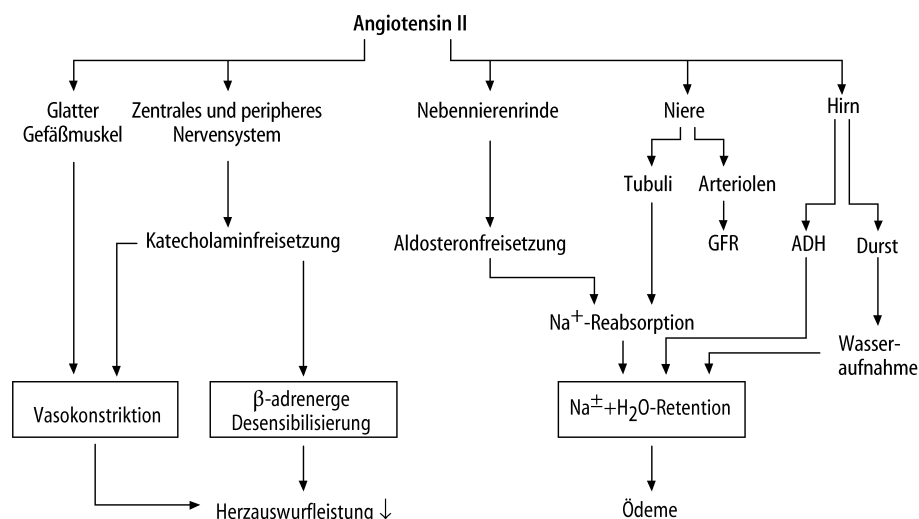 Angiotensin II
Glatter
Gefäßmuskel
Zentrales und peripheres
Nervensystem
Nebennierenrinde
Niere
Hirn
Tubuli
Arteriolen
Katecholaminfreisetzung
Aldosteronfreisetzung
GFR
ADH
Durst
Na⁺-Reabsorption
Wasser-
aufnahme
Vasokonstriktion
β-adrenerge
Desensibilisierung
Na±+H₂O-Retention
Herzauswurfleistung ↓
Ödeme